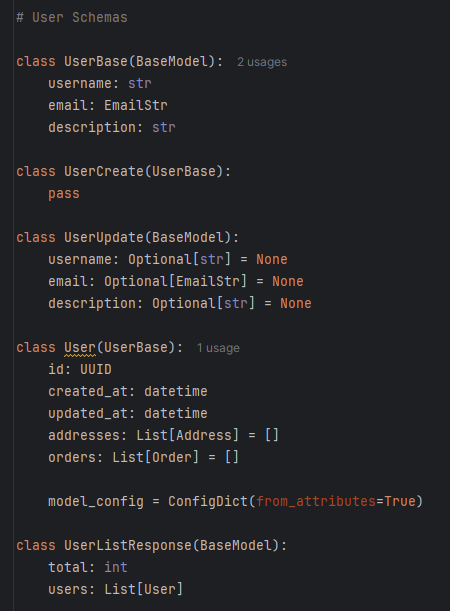 # User Schemas
class UserBase(BaseModel): 2 usages
    username: str
    email: EmailStr
    description: str
class UserCreate(UserBase):
    pass
class UserUpdate(BaseModel):
    username: Optional[str] = None
    email: Optional[EmailStr] = None
    description: Optional[str] = None
class User(UserBase): 1 usage
    id: UUID
    created_at: datetime
    updated_at: datetime
    addresses: List[Address] = []
    orders: List[Order] = []
    model_config = ConfigDict(from_attributes=True)
class UserListResponse(BaseModel):
    total: int
    users: List[User]